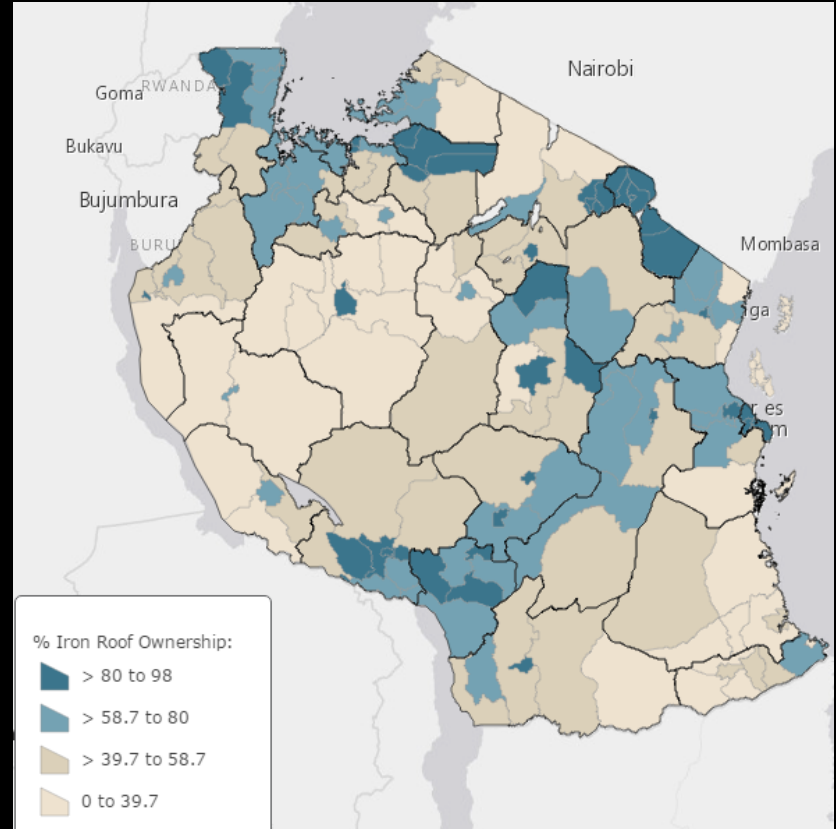 Nairobi
RWANDA
Goma
Bukavu
Bujumbura
BURU
Mombasa
ga
r es
m
% Iron Roof Ownership:
> 80 to 98
> 58.7 to 80
> 39.7 to 58.7
0 to 39.7